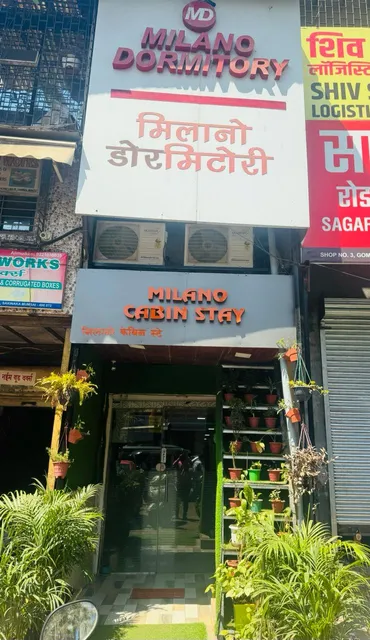 MD
MILANO
DORMITORY
मिलानो
डोरमिटोरी
MILANO
CABIN STAY
मिलानो कॅबिन स्टे
शिव
लॉजिस्टि
SHIV S
LOGISTI
सा
रोड
SAGAR
SHOP NO. 3, GOM
WORKS
& CORRUGATED BOXES